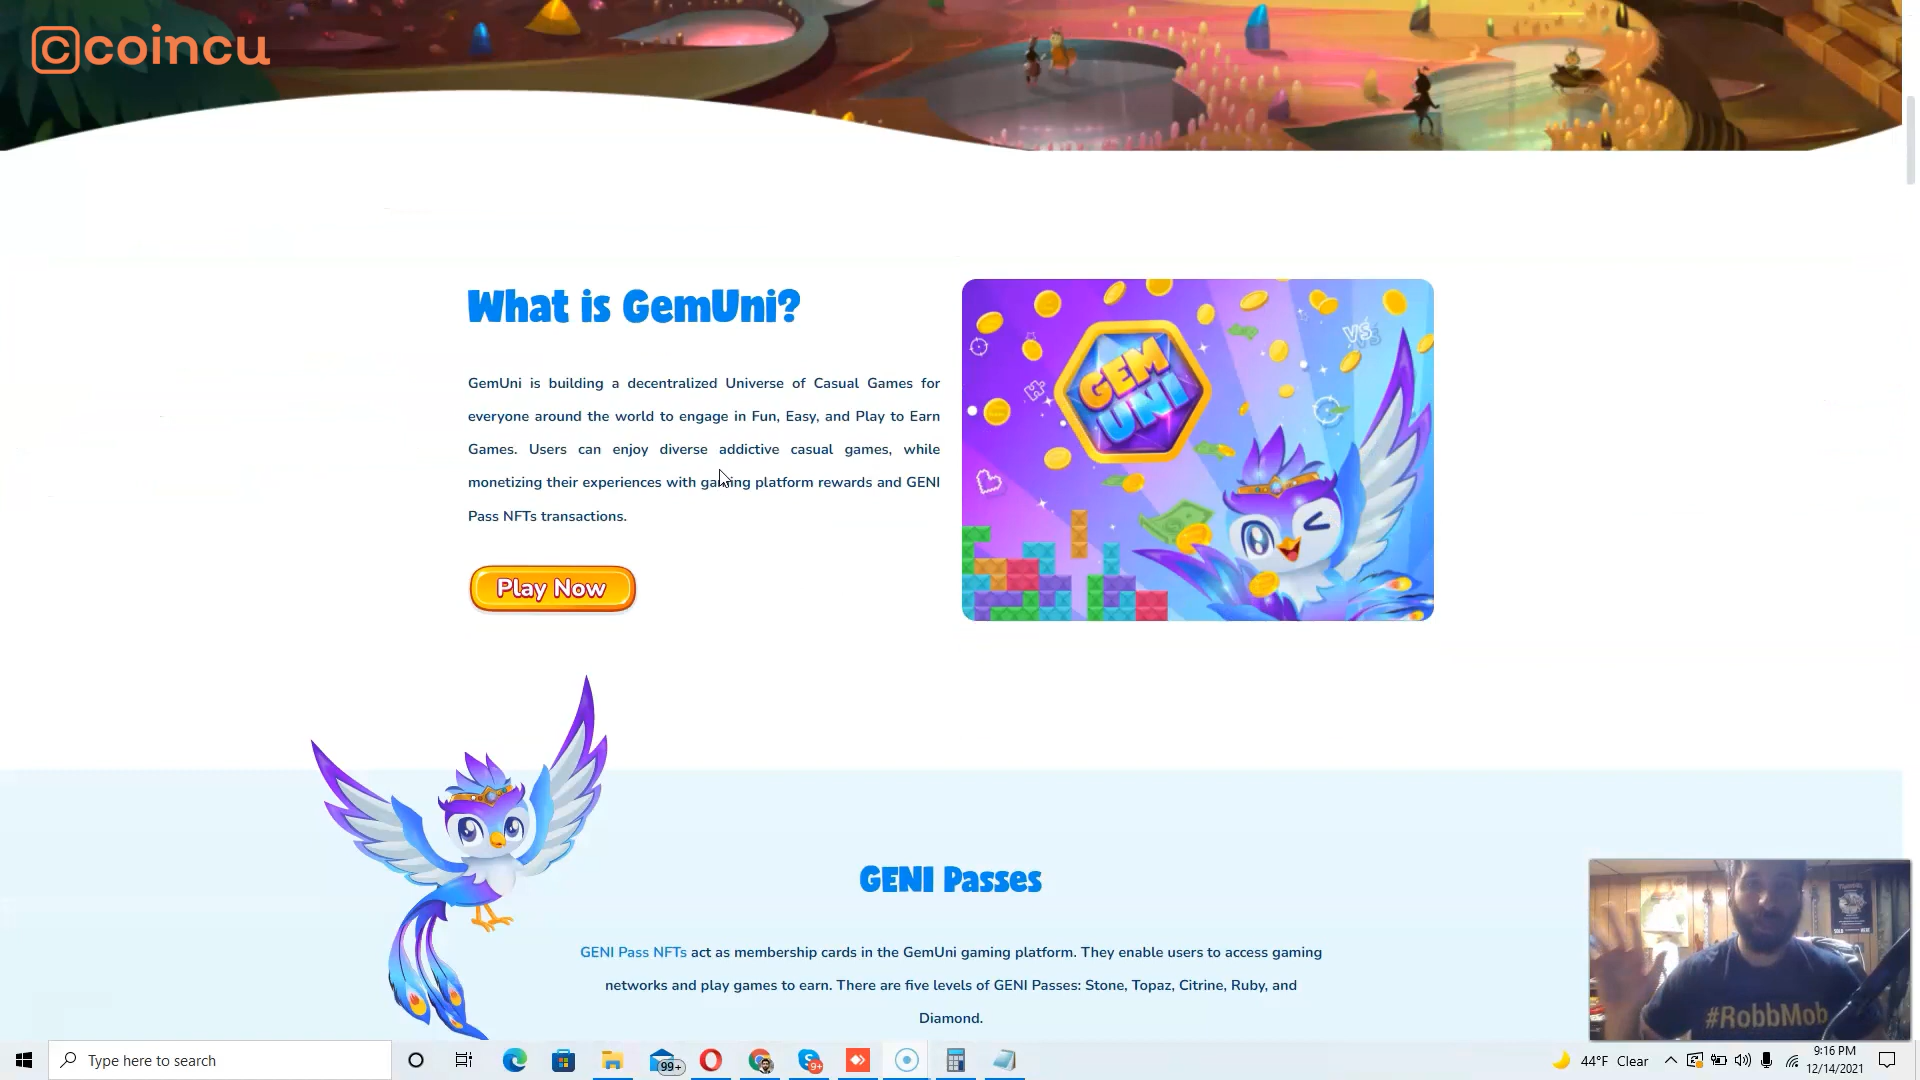 coincu
What is GemUni?
GemUni is building a decentralized Universe of Casual Games for
everyone around the world to engage in Fun, Easy, and Play to Earn
Games. Users can enjoy diverse addictive casual games, while
monetizing their experiences with gaming platform rewards and GENI
Pass NFTs transactions.
Play Now
GEM
UNI
VS
GENI Passes
GENI Pass NFTs act as membership cards in the GemUni gaming platform. They enable users to access gaming
networks and play games to earn. There are five levels of GENI Passes: Stone, Topaz, Citrine, Ruby, and
Diamond.
#RobbMob
Type here to search
99+
9+
44°F Clear
9:16 PM
12/14/2021